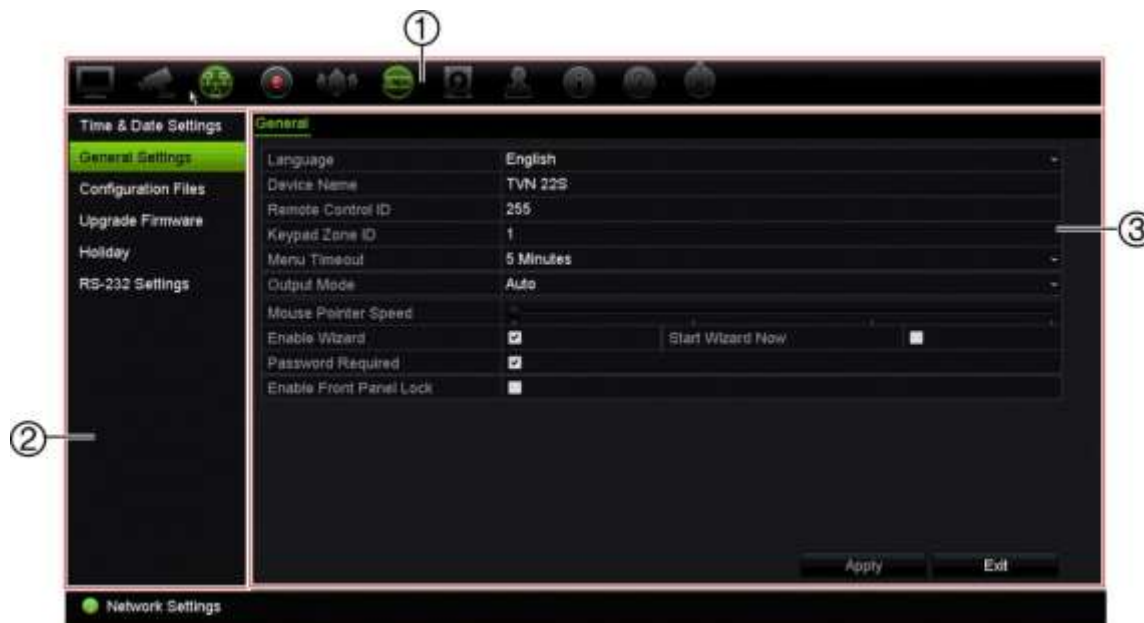 ①
Time & Date Settings
General Settings
Configuration Files
Upgrade Firmware
Holiday
RS-232 Settings
②
General
Language English
Device Name TVN 22S
Remote Control ID 255
Keypad Zone ID 1
Menu Timeout 5 Minutes
Output Mode Auto
Mouse Pointer Speed
Enable Wizard Start Wizard Now
Password Required
Enable Front Panel Lock
③
Apply Exit
Network Settings